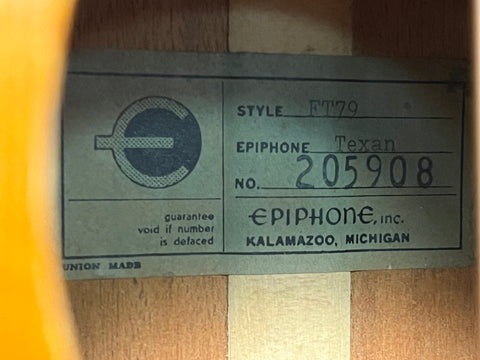 STYLE FT79
EPIPHONE Texan
NO. 205908
guarantee
void if number
is defaced
EPIPHONE, INC.
KALAMAZOO, MICHIGAN
UNION MADE